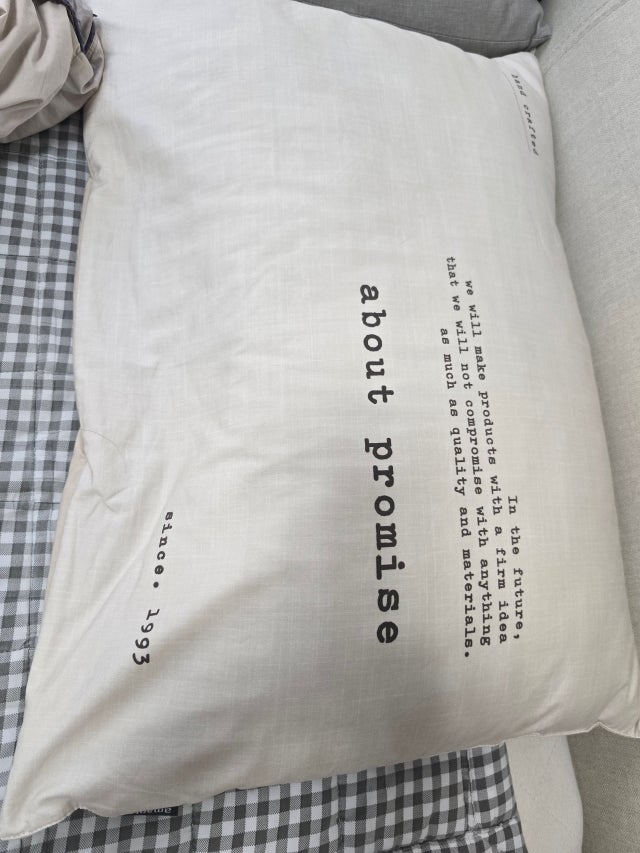 hand crafted
In the future,
we will make products with a firm idea
that we will not compromise with anything
as much as quality and materials.
about promise
since. 1993